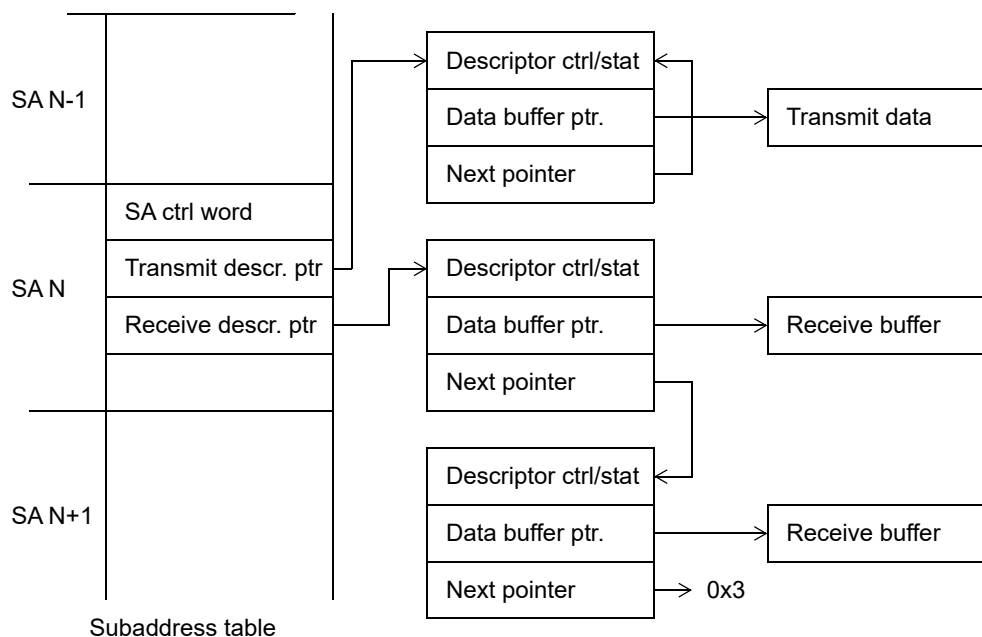 SA N-1
SA N
SA N+1
SA ctrl word
Transmit descr. ptr
Receive descr. ptr
Subaddress table
Descriptor ctrl/stat
Data buffer ptr.
Next pointer
Transmit data
Descriptor ctrl/stat
Data buffer ptr.
Next pointer
Receive buffer
Descriptor ctrl/stat
Data buffer ptr.
Next pointer
Receive buffer
0x3